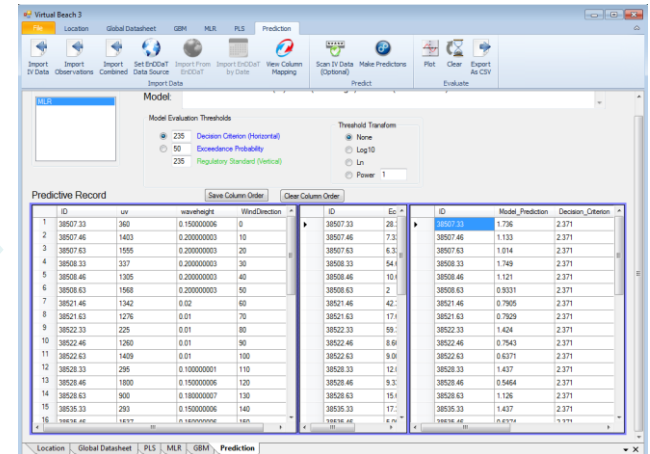 Virtual Beach 3
File Location Global Datasheet GBM MLR PLS Prediction
Import IV Data Import Observations Import Combined Set EnDDaT Data Source Import From EnDDaT Import EnDDaT by Date View Column Mapping Scan IV Data (Optional) Make Predictons Plot Clear Export As CSV
Import Data Predict Evaluate
MLR
Model:
Model Evaluation Thresholds
Threshold Transform
235 Decision Criterion (Horizontal)
50 Exceedance Probability
235 Regulatory Standard (Vertical)
None
Log10
Ln
Power 1
Predictive Record Save Column Order Clear Column Order
ID uv waveheight WindDirection ID ID Model_Prediction Decision_Criterion
1 38507.33 360 0.150000006 0 38507.33 38507.33 1.736 2.371
2 38507.46 1403 0.200000003 10 38507.46 38507.46 1.133 2.371
3 38507.63 1555 0.200000003 20 38507.63 38507.63 1.014 2.371
4 38508.33 337 0.200000003 30 38508.33 38508.33 1.749 2.371
5 38508.46 1305 0.200000003 40 38508.46 38508.46 1.121 2.371
6 38508.63 1568 0.200000003 50 38508.63 2 38508.63 0.9331 2.371
7 38521.46 1342 0.02 60 38521.46 38521.46 0.7905 2.371
8 38521.63 1276 0.01 70 38521.63 38521.63 0.7929 2.371
9 38522.33 225 0.01 80 38522.33 38522.33 1.424 2.371
10 38522.46 1260 0.01 90 38522.46 38522.46 0.7543 2.371
11 38522.63 1409 0.01 100 38522.63 38522.63 0.6371 2.371
12 38528.33 295 0.100000001 110 38528.33 38528.33 1.437 2.371
13 38528.46 1800 0.150000006 120 38528.46 38528.46 0.5464 2.371
14 38528.63 900 0.180000007 130 38528.63 38528.63 1.126 2.371
15 38535.33 293 0.150000006 140 38535.33 38535.33 1.437 2.371
16
Location Global Datasheet PLS MLR GBM Prediction